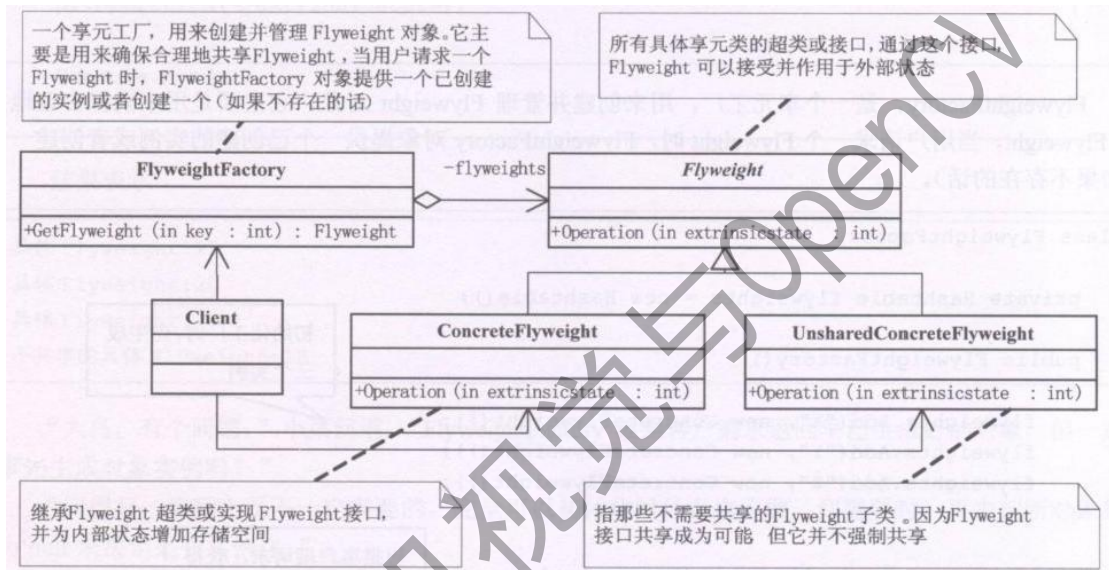 一个享元工厂，用来创建并管理 Flyweight 对象。它主
要是用来确保合理地共享Flyweight ，当用户请求一个
Flyweight 时，FlyweightFactory 对象提供一个已创建
的实例或者创建一个（如果不存在的话）
所有具体享元类的超类或接口，通过这个接口，
Flyweight 可以接受并作用于外部状态
FlyweightFactory
-flyweights
Flyweight
+GetFlyweight (in key : int) : Flyweight
+Operation (in extrinsicstate : int)
Client
ConcreteFlyweight
UnsharedConcreteFlyweight
+Operation (in extrinsicstate : int)
+Operation (in extrinsicstate : int)
继承Flyweight 超类或实现Flyweight接口，
并为内部状态增加存储空间
指那些不需要共享的Flyweight子类 。因为Flyweight
接口共享成为可能 但它并不强制共享
视觉与opencv